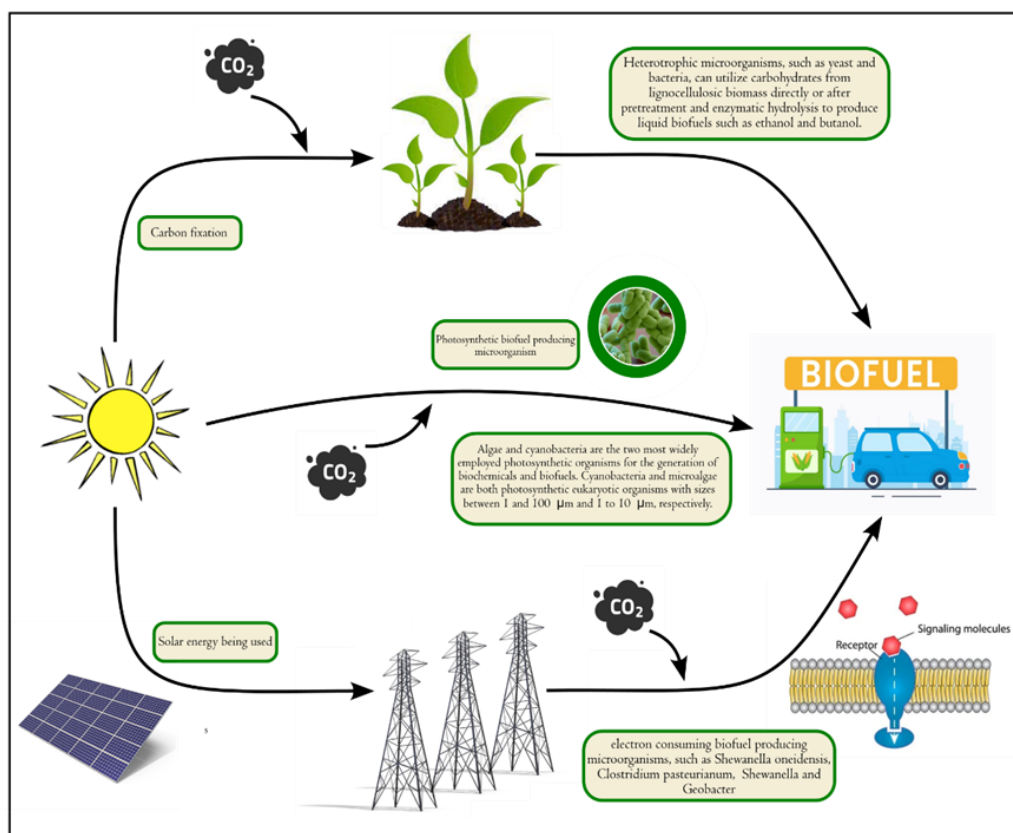 CO2
Heterotrophic microorganisms, such as yeast and
bacteria, can utilize carbohydrates from
lignocellulosic biomass directly or after
pretreatment and enzymatic hydrolysis to produce
liquid biofuels such as ethanol and butanol.
Carbon fixation
Photosynthetic biofuel producing
microorganism
BIOFUEL
CO2
Algae and cyanobacteria are the two most widely
employed photosynthetic organisms for the generation of
biochemicals and biofuels. Cyanobacteria and microalgae
are both photosynthetic eukaryotic organisms with sizes
between 1 and 100 μm and 1 to 10 μm, respectively.
CO2
Solar energy being used
Signaling molecules
Receptor
s
electron consuming biofuel producing
microorganisms, such as Shewanella oneidensis,
Clostridium pasteurianum, Shewanella and
Geobacter